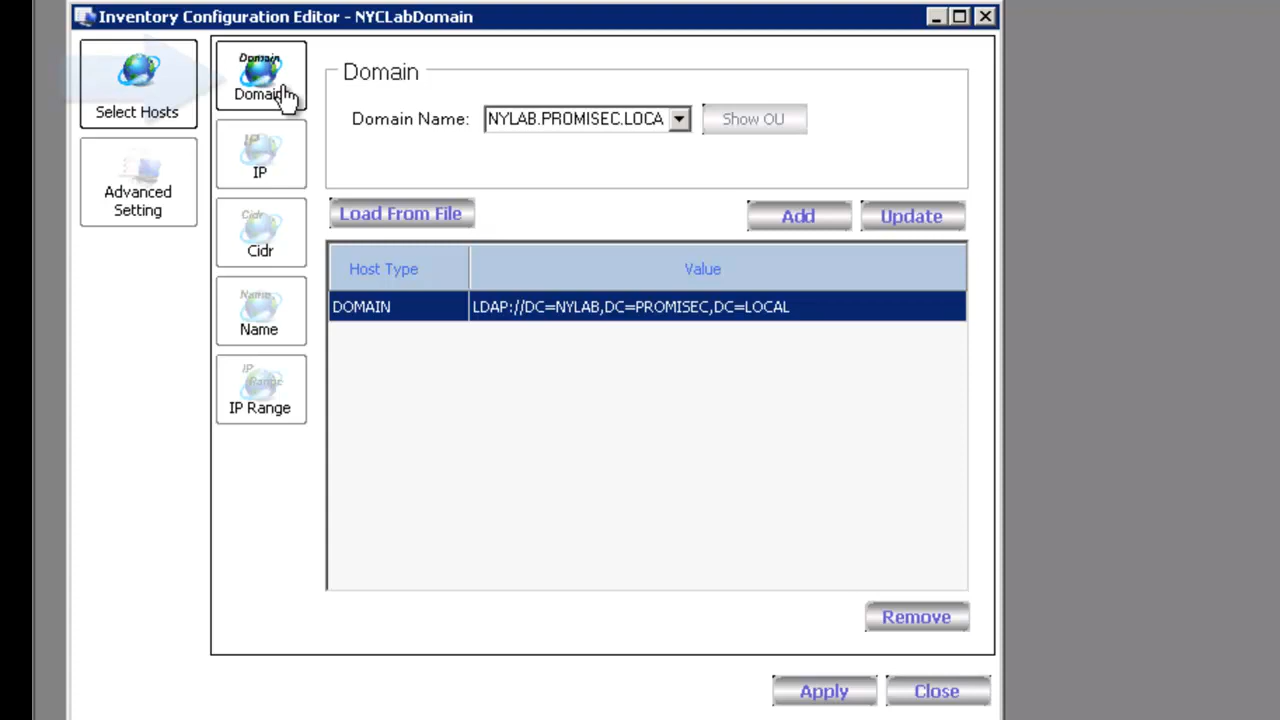 Inventory Configuration Editor - NYCLabDomain
Select Hosts
Advanced
Setting
Domain
Domain
IP
IP
Cidr
Cidr
Name
Name
IP
Range
IP Range
Domain
Domain Name:
NYLAB.PROMISEC.LOCA
Show OU
Load From File
Add
Update
Host Type
Value
DOMAIN
LDAP://DC=NYLAB,DC=PROMISEC,DC=LOCAL
Remove
Apply
Close